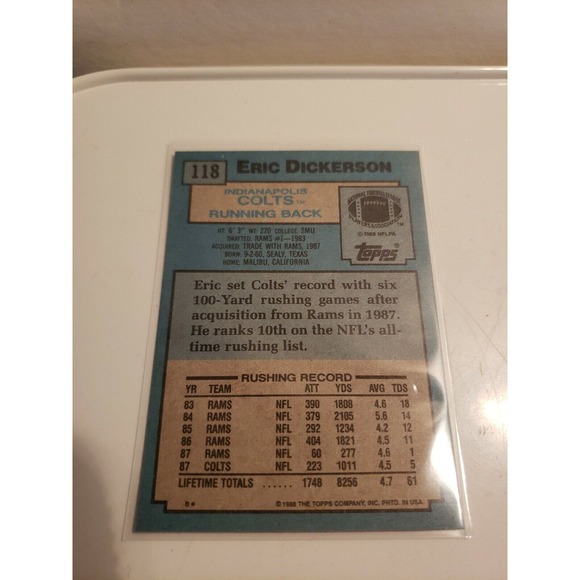 118 ERIC DICKERSON
INDIANAPOLIS
COLTS TM
RUNNING BACK
HT: 6' 3" WT: 220 COLLEGE: SMU
DRAFTED: RAMS #1-1983
ACQUIRED: TRADE WITH RAMS, 1987
BORN: 9-2-60, SEALY, TEXAS
HOME: MALIBU, CALIFORNIA
TM
© 1988 NFLPA
TOPPS®
Eric set Colts' record with six
100-Yard rushing games after
acquisition from Rams in 1987.
He ranks 10th on the NFL's all-
time rushing list.
RUSHING RECORD
YR TEAM ATT YDS AVG TDS
83 RAMS NFL 390 1808 4.6 18
84 RAMS NFL 379 2105 5.6 14
85 RAMS NFL 292 1234 4.2 12
86 RAMS NFL 404 1821 4.5 11
87 RAMS NFL 60 277 4.6 1
87 COLTS NFL 223 1011 4.5 5
LIFETIME TOTALS ...... 1748 8256 4.7 61
B* © 1988 THE TOPPS COMPANY, INC. PRTD. IN USA.